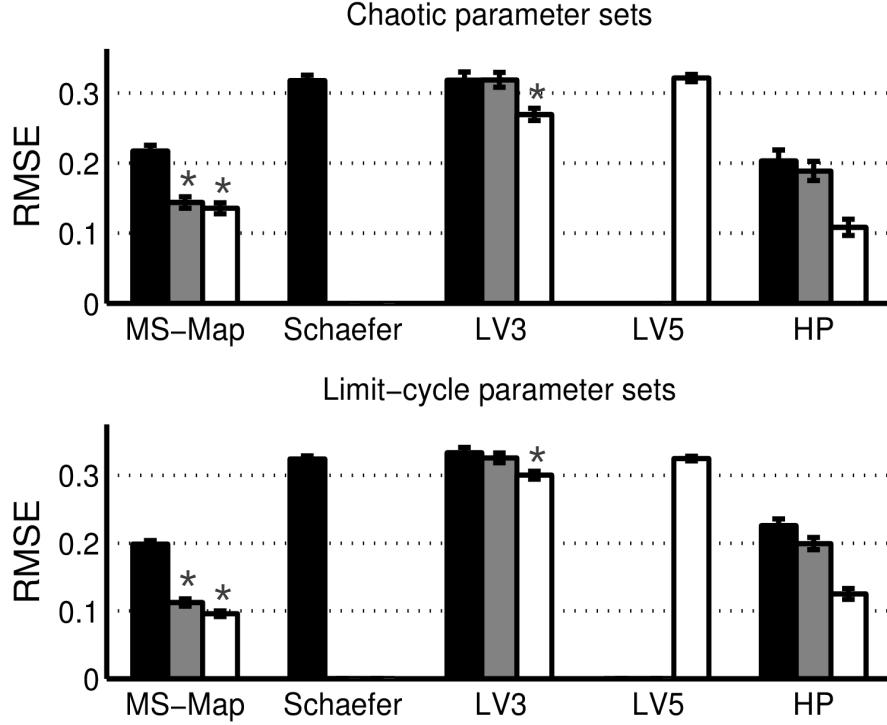 Chaotic parameter sets
RMSE
0.3
0.2
0.1
0
* * *
MS−Map Schaefer LV3 LV5 HP
Limit−cycle parameter sets
RMSE
0.3
0.2
0.1
0
* * *
MS−Map Schaefer LV3 LV5 HP